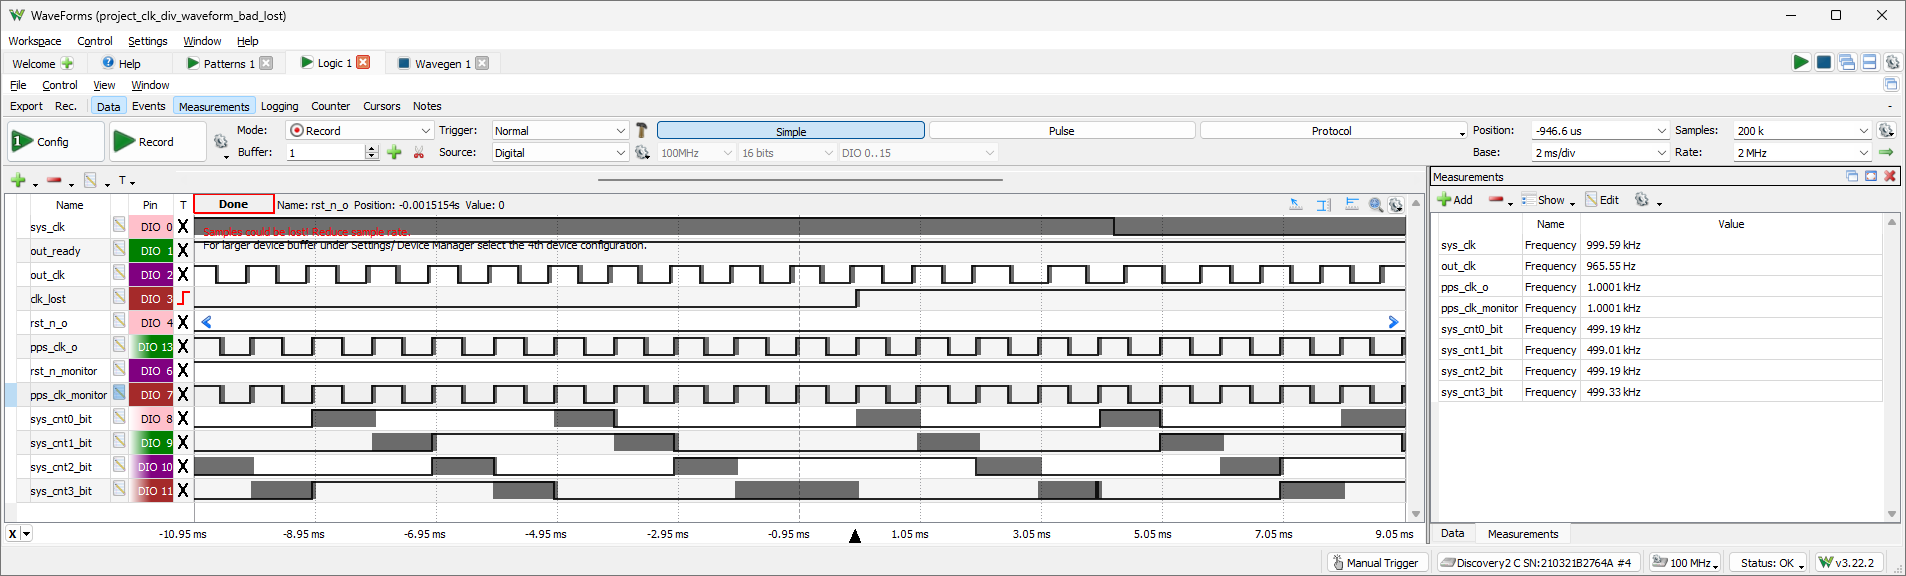 WaveForms (project_clk_div_waveform_bad_lost)
Workspace Control Settings Window Help
Welcome Help Patterns 1 Logic 1 Wavegen 1
File Control View Window
Export Rec. Data Events Measurements Logging Counter Cursors Notes -
1 Config Record Mode: Record Trigger: Normal Simple Pulse Protocol Position: -946.6 us Samples: 200 k
Buffer: 1 Source: Digital 100MHz 16 bits DIO 0..15 Base: 2 ms/div Rate: 2 MHz
T
Measurements
Add Show Edit
Name Pin T Done Name: rst_n_o Position: -0.0015154s Value: 0
Samples could be lost! Reduce sample rate.
For larger device buffer under Settings/Device Manager select the 4th device configuration.
sys_clk DIO 0 X
out_ready DIO 1 X
out_clk DIO 2 X
clk_lost DIO 3
rst_n_o DIO 4 X
pps_clk_o DIO 13 X
rst_n_monitor DIO 6 X
pps_clk_monitor DIO 7 X
sys_cnt0_bit DIO 8 X
sys_cnt1_bit DIO 9 X
sys_cnt2_bit DIO 10 X
sys_cnt3_bit DIO 11 X
X -10.95 ms -8.95 ms -6.95 ms -4.95 ms -2.95 ms -0.95 ms 1.05 ms 3.05 ms 5.05 ms 7.05 ms 9.05 ms
Name Value
sys_clk Frequency 999.59 kHz
out_clk Frequency 965.55 Hz
pps_clk_o Frequency 1.0001 kHz
pps_clk_monitor Frequency 1.0001 kHz
sys_cnt0_bit Frequency 499.19 kHz
sys_cnt1_bit Frequency 499.01 kHz
sys_cnt2_bit Frequency 499.19 kHz
sys_cnt3_bit Frequency 499.33 kHz
Data Measurements
Manual Trigger Discovery2 C SN:210321B2764A #4 100 MHz Status: OK v3.22.2